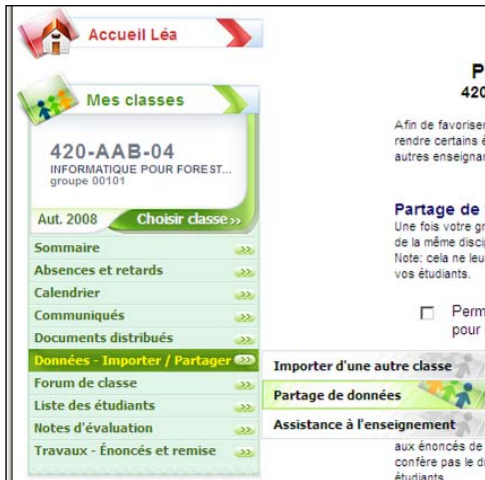 Accueil Léa
Mes classes
420-AAB-04
INFORMATIQUE POUR FOREST...
groupe 00101
Aut. 2008
Choisir classe
Sommaire
Absences et retards
Calendrier
Communiqués
Documents distribués
Données - Importer / Partager
Forum de classe
Liste des étudiants
Notes d'évaluation
Travaux - Énoncés et remise
P
420
Afin de favoriser
rendre certains é
autres enseignan
Partage de
Une fois votre gr
de la même disci
Note: cela ne leu
vos étudiants.
Perm
pour
Importer d'une autre classe
Partage de données
Assistance à l'enseignement
aux énoncés de
confère pas le d
étudiants